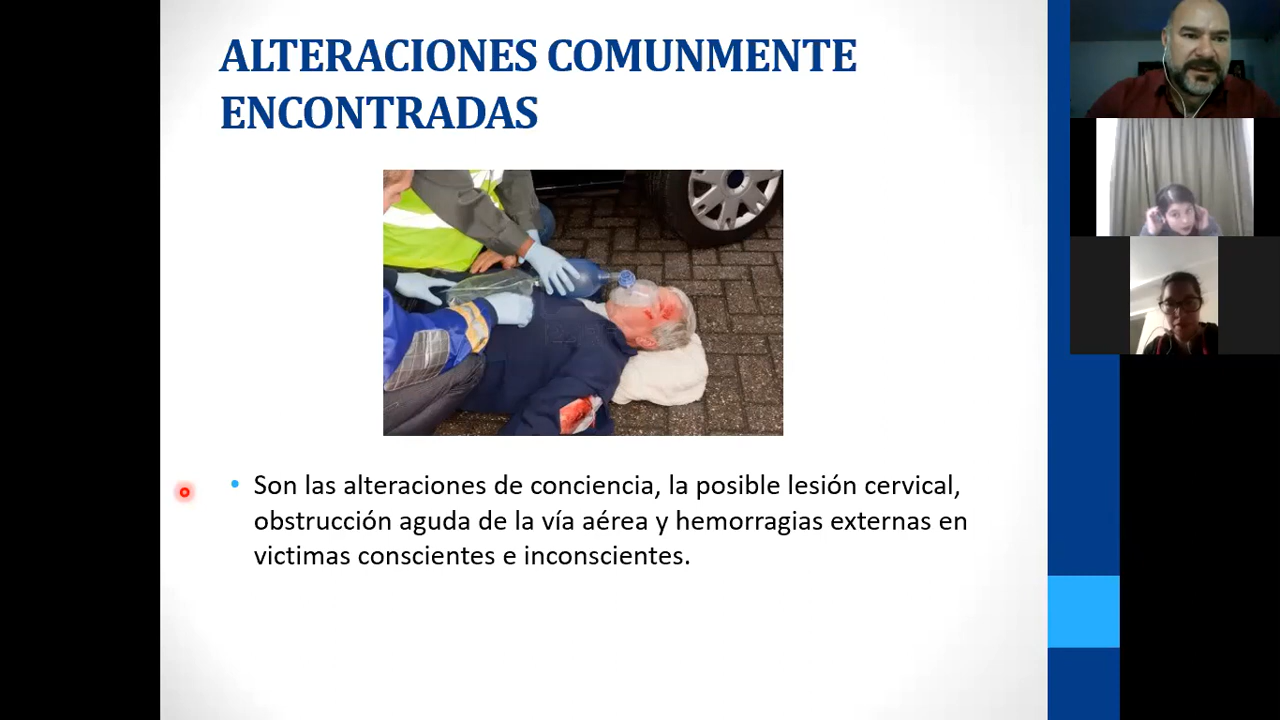 ALTERACIONES COMUNMENTE
ENCONTRADAS
Son las alteraciones de conciencia, la posible lesión cervical,
obstrucción aguda de la vía aérea y hemorragias externas en
victimas conscientes e inconscientes.